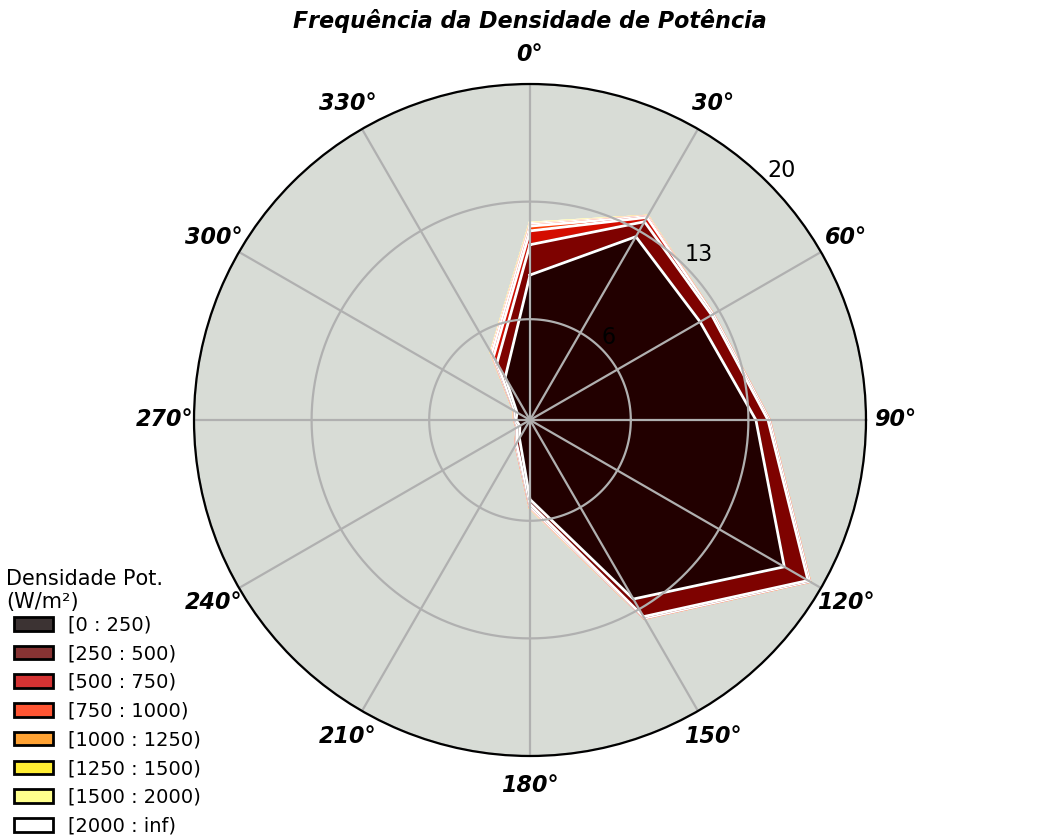 Frequência da Densidade de Potência
0°
330°
30°
20
300°
60°
13
6
270°
90°
240°
120°
210°
150°
180°
Densidade Pot.
(W/m²)
[0 : 250)
[250 : 500)
[500 : 750)
[750 : 1000)
[1000 : 1250)
[1250 : 1500)
[1500 : 2000)
[2000 : inf)